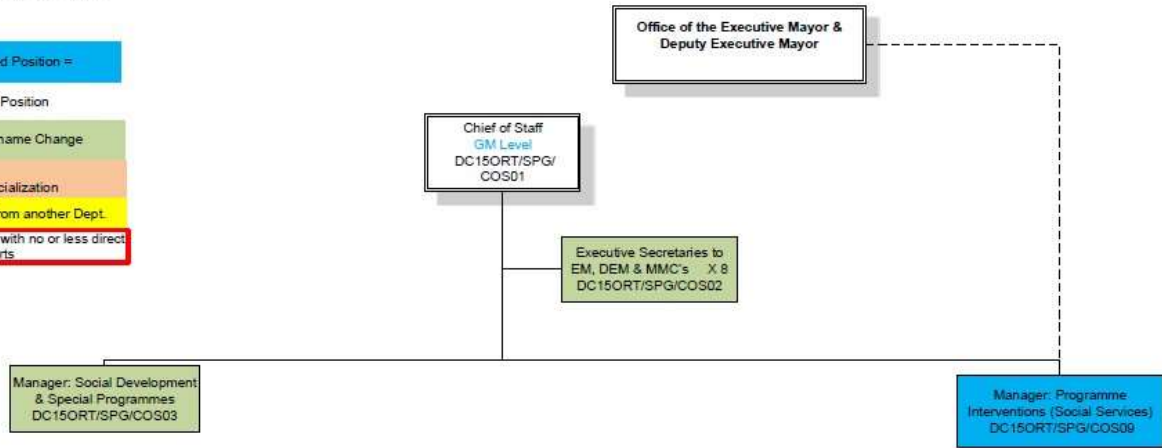 Office of the Executive Mayor &
Deputy Executive Mayor
d Position =
Position
name Change
cialization
rom another Dept.
with no or less direct
rts
Chief of Staff
GM Level
DC15ORT/SPG/
COS01
Executive Secretaries to
EM, DEM & MMC's X 8
DC15ORT/SPG/COS02
Manager: Social Development
& Special Programmes
DC15ORT/SPG/COS03
Manager: Programme
Interventions (Social Services)
DC15ORT/SPG/COS09